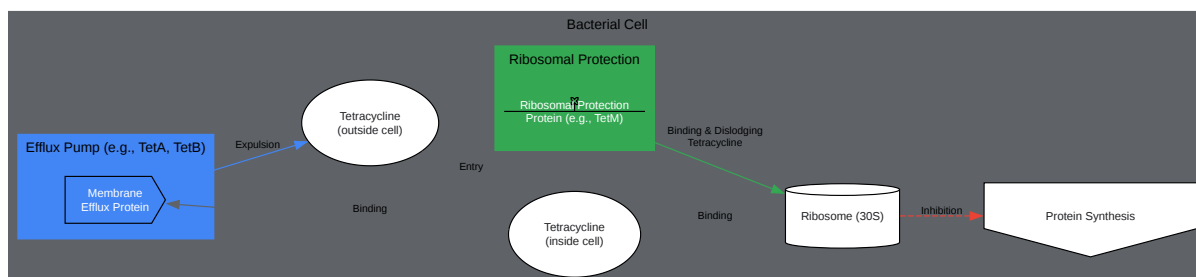 Bacterial Cell
Ribosomal Protection
Ribosomal Protection
Protein (e.g., TetM)
Tetracycline
(outside cell)
Efflux Pump (e.g., TetA, TetB)
Expulsion
Membrane
Efflux Protein
Binding & Dislodging
Tetracycline
Entry
Binding
Tetracycline
(inside cell)
Binding
Ribosome (30S)
Inhibition
Protein Synthesis